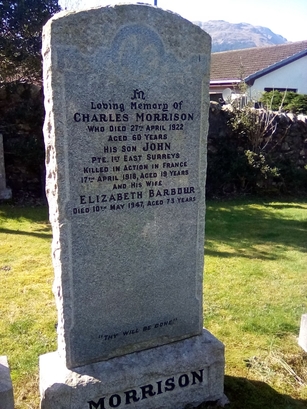 In
Loving Memory of
CHARLES MORRISON
WHO DIED 27TH APRIL 1922
AGED 60 YEARS
HIS SON JOHN
PTE. 1ST EAST SURREYS
KILLED IN ACTION IN FRANCE
17TH APRIL 1918, AGED 19 YEARS
AND HIS WIFE
ELIZABETH BARBOUR
DIED 10TH MAY 1947, AGED 73 YEARS
"THY WILL BE DONE"
MORRISON